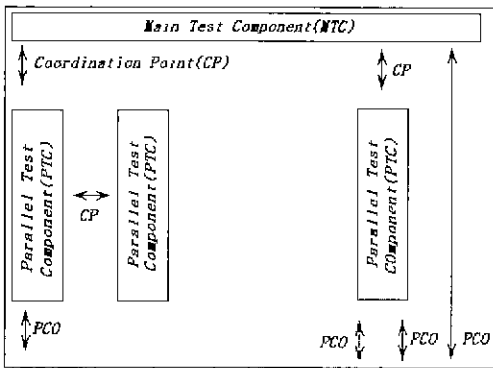 Main Test Component(MTC)
Coordination Point(CP)
CP
Parallel Test
Component(PTC)
CP
Parallel Test
Component(PTC)
Parallel Test
COmponent(PTC)
PCO
PCO
PCO
PCO